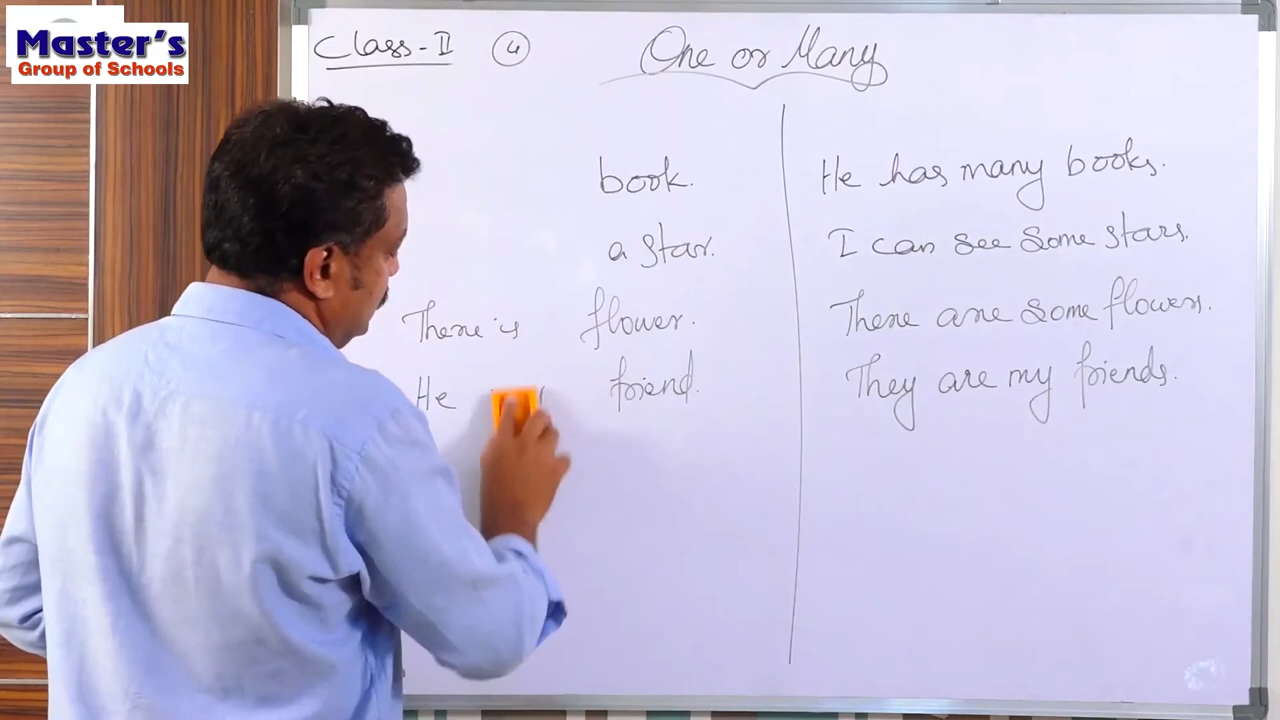 Master's
Group of Schools
Class-II 4 One or Many
book. He has many books.
a star. I can see some stars.
There is flower. There are some flowers.
He friend. They are my friends.